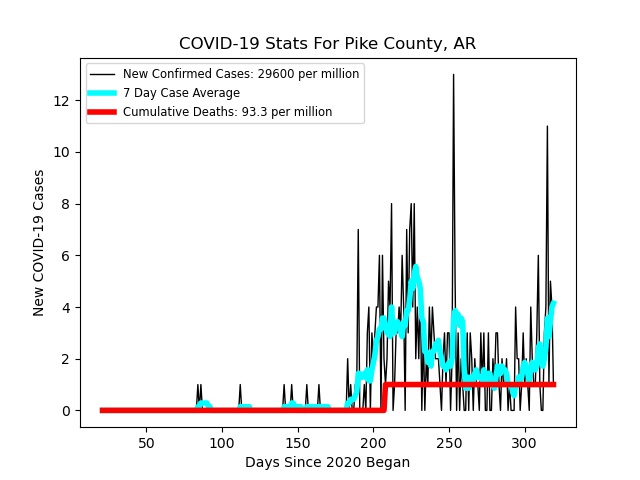 COVID-19 Stats For Pike County, AR
New Confirmed Cases: 29600 per million
7 Day Case Average
Cumulative Deaths: 93.3 per million
New COVID-19 Cases
12
10
8
6
4
2
0
50 100 150 200 250 300
Days Since 2020 Began